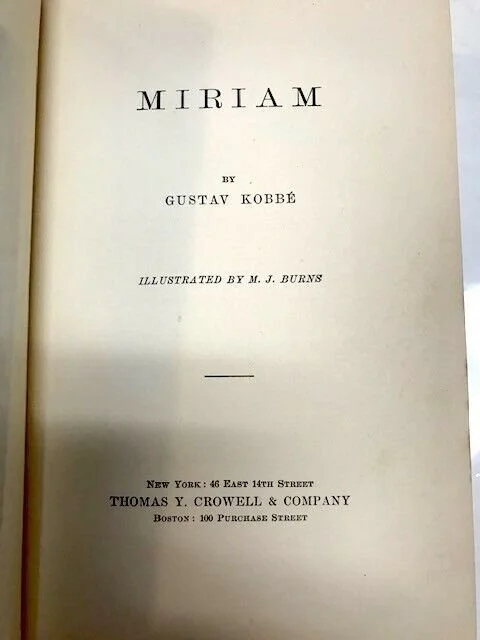 MIRIAM
BY
GUSTAV KOBBÉ
ILLUSTRATED BY M. J. BURNS
NEW YORK: 46 EAST 14TH STREET
THOMAS Y. CROWELL & COMPANY
BOSTON: 100 PURCHASE STREET